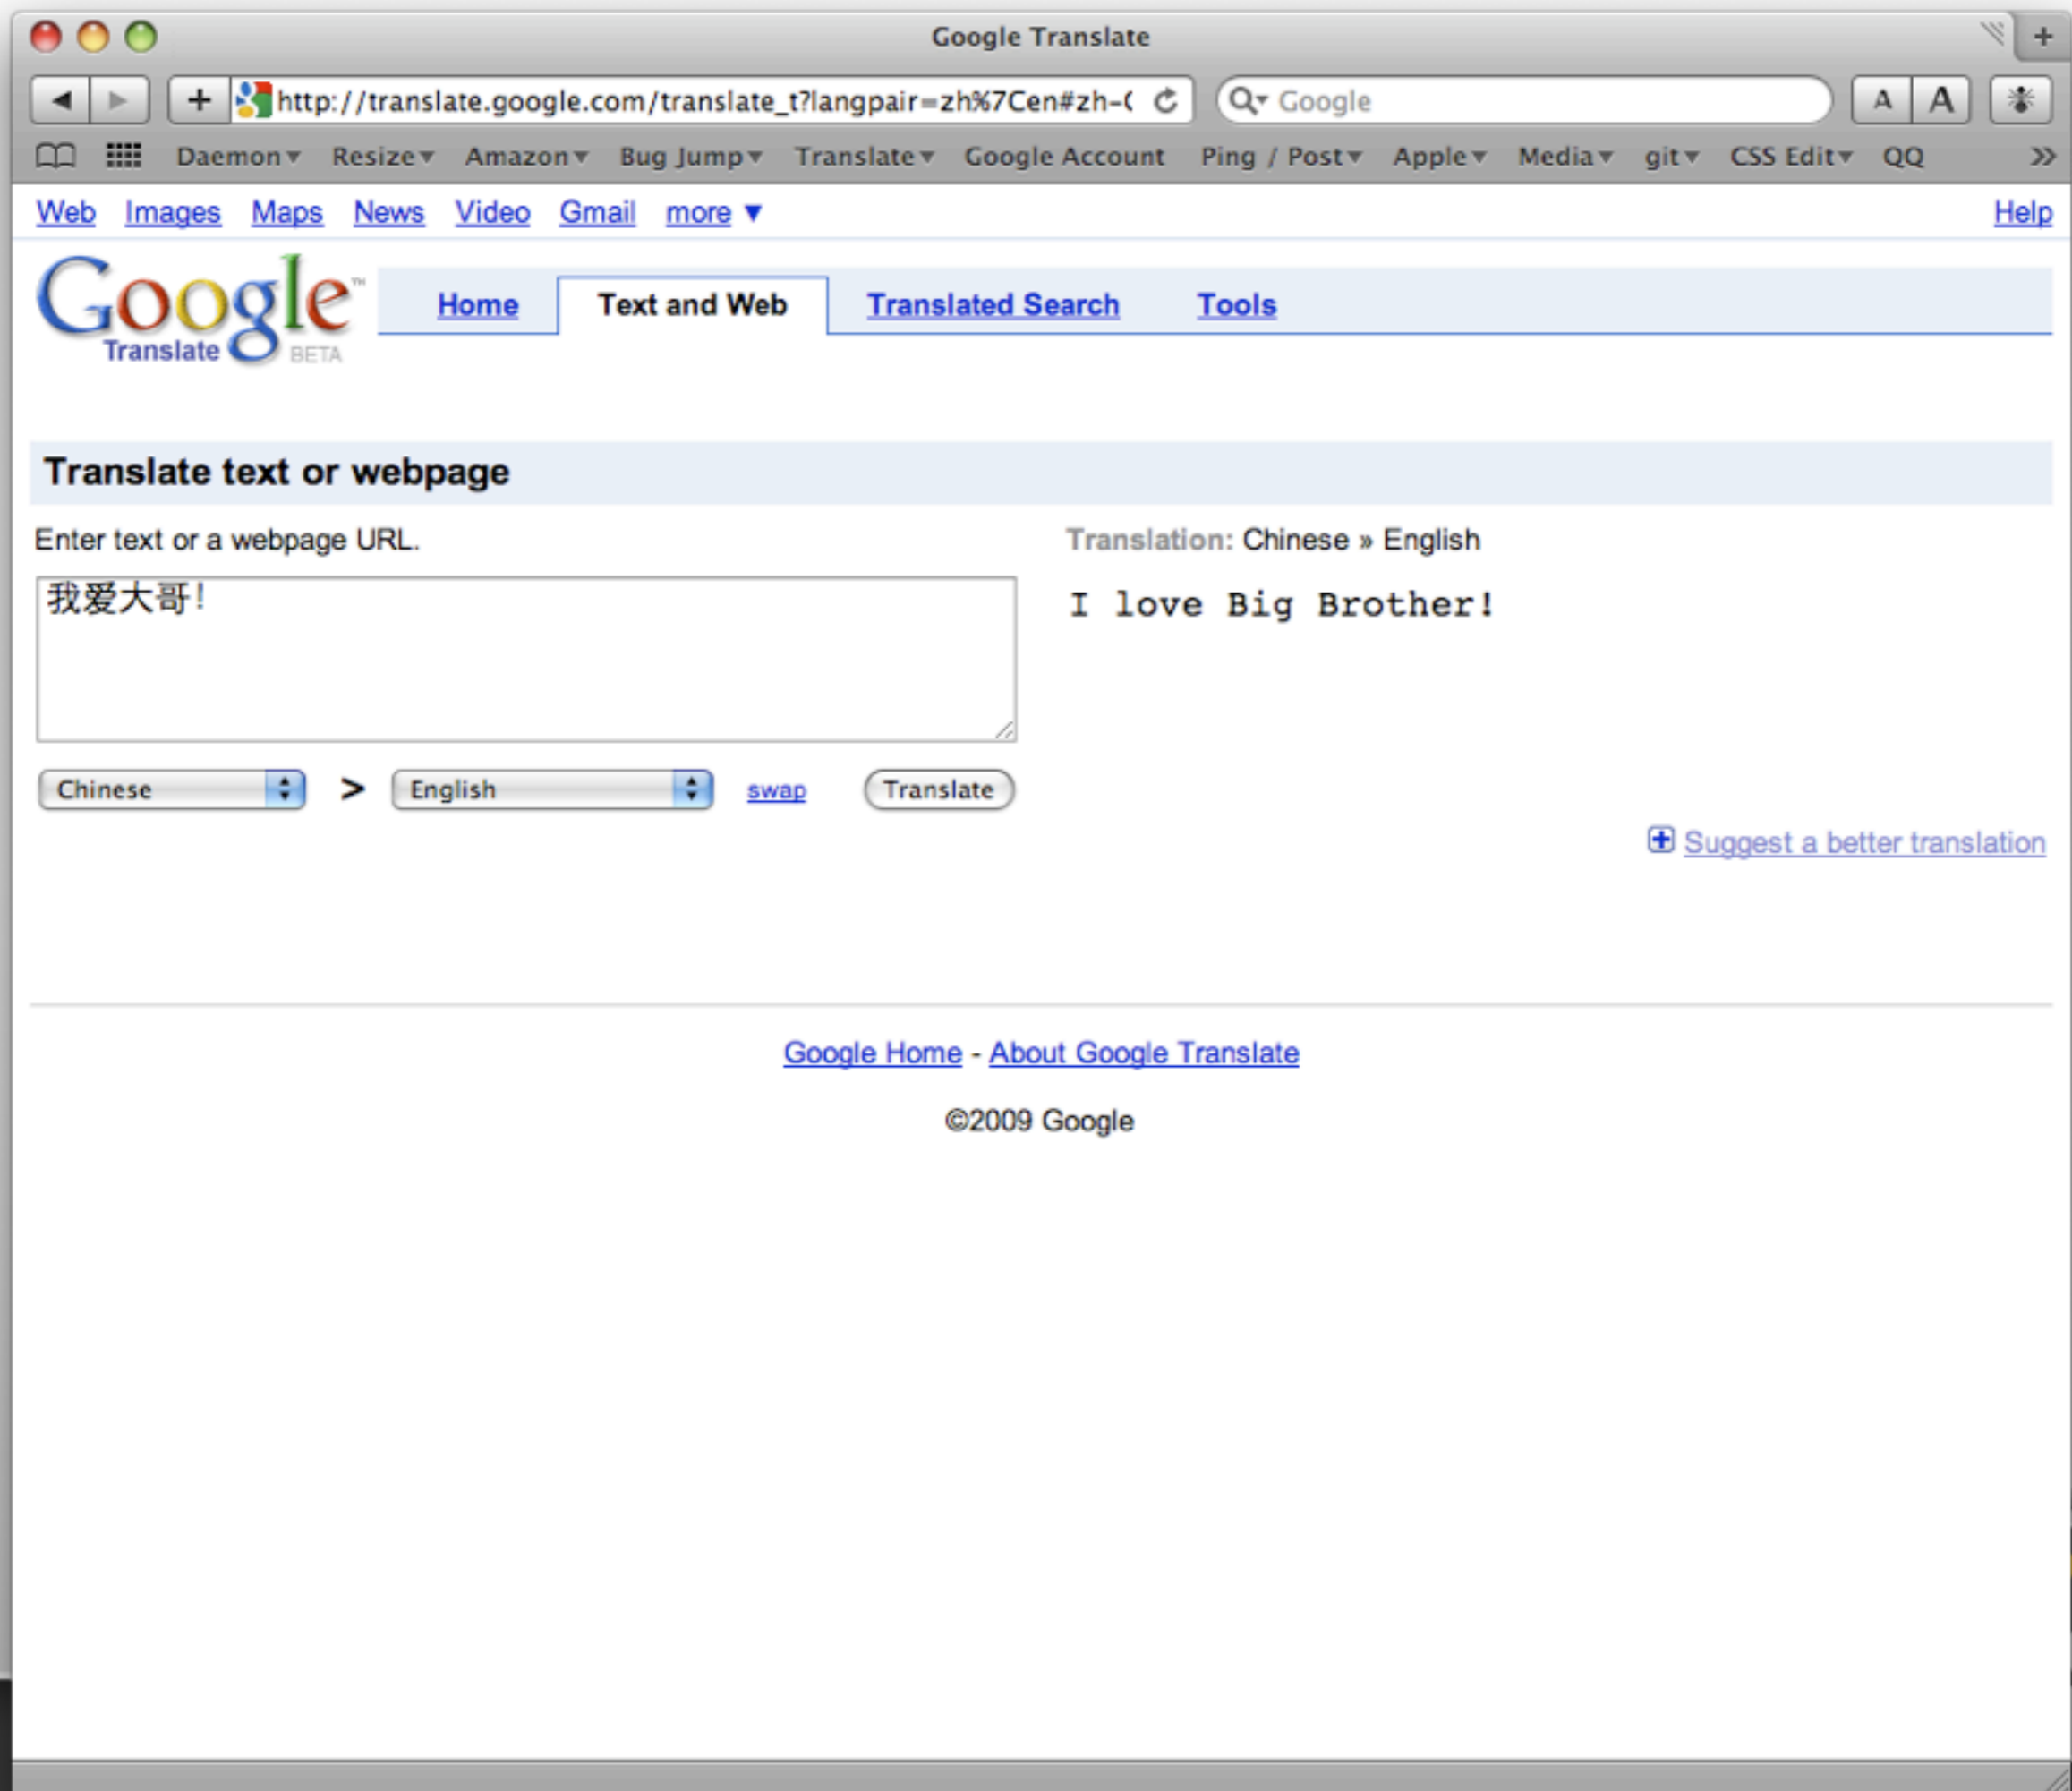 Google Translate
http://translate.google.com/translate_t?langpair=zh%7Cen#zh-C Google A A
Daemon▾ Resize▾ Amazon▾ Bug Jump▾ Translate▾ Google Account Ping / Post▾ Apple▾ Media▾ git▾ CSS Edit▾ QQ »
Web Images Maps News Video Gmail more ▼ Help
Google™ Translate BETA
Home Text and Web Translated Search Tools
Translate text or webpage
Enter text or a webpage URL.
我爱大哥！
Chinese > English swap Translate
Translation: Chinese » English
I love Big Brother!
Suggest a better translation
Google Home - About Google Translate
©2009 Google